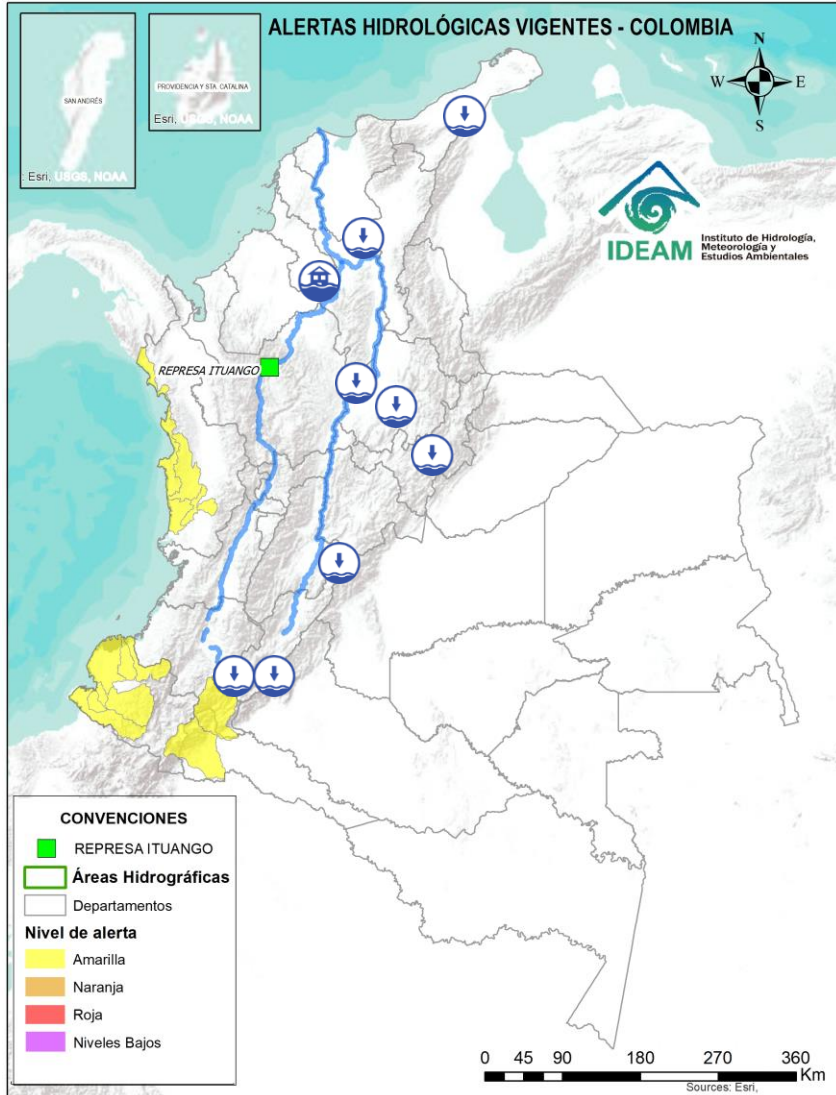 ALERTAS HIDROLÓGICAS VIGENTES - COLOMBIA
SAN ANDRÉS
: Esri, USGS, NOAA
PROVIDENCIA Y STA. CATALINA
Esri, USGS, NOAA
N
W
E
S
IDEAM
Instituto de Hidrología,
Meteorología y
Estudios Ambientales
REPRESA ITUANGO
CONVENCIONES
REPRESA ITUANGO
Áreas Hidrográficas
Departamentos
Nivel de alerta
Amarilla
Naranja
Roja
Niveles Bajos
0 45 90 180 270 360
Km
Sources: Esri,